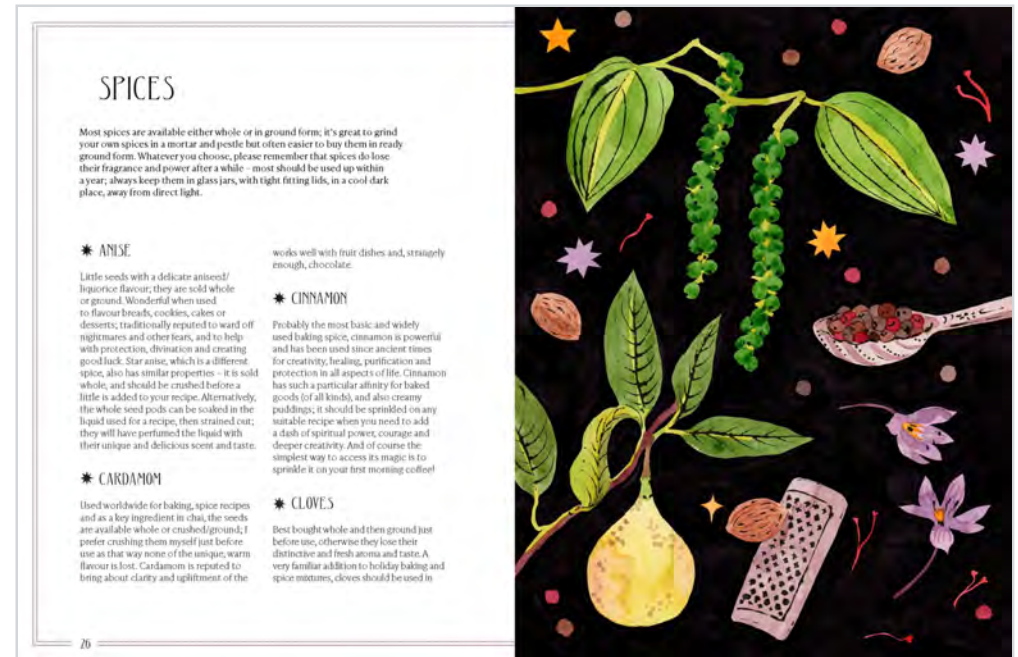 SPICES
Most spices are available either whole or in ground form; it's great to grind
your own spices in a mortar and pestle but often easier to buy them in ready
ground form. Whatever you choose, please remember that spices do lose
their fragrance and power after a while – most should be used up within
a year; always keep them in glass jars, with tight fitting lids, in a cool dark
place, away from direct light.
ANISE
Little seeds with a delicate aniseed/
liquorice flavour; they are sold whole
or ground. Wonderful when used
to flavour breads, cookies, cakes or
desserts; traditionally reputed to ward off
nightmares and other fears, and to help
with protection, divination and creating
good luck. Star anise, which is a different
spice, also has similar properties – it is sold
whole, and should be crushed before a
little is added to your recipe. Alternatively,
the whole seed pods can be soaked in the
liquid used for a recipe, then strained out;
they will have perfumed the liquid with
their unique and delicious scent and taste.
CARDAMOM
Used worldwide for baking, spice recipes
and as a key ingredient in chai, the seeds
are available whole or crushed/ground; I
prefer crushing them myself just before
use as that way none of the unique, warm
flavour is lost. Cardamom is reputed to
bring about clarity and upliftment of the
works well with fruit dishes and, strangely
enough, chocolate.
CINNAMON
Probably the most basic and widely
used baking spice, cinnamon is powerful
and has been used since ancient times
for creativity, healing, purification and
protection in all aspects of life. Cinnamon
has such a particular affinity for baked
goods (of all kinds), and also creamy
puddings; it should be sprinkled on any
suitable recipe when you need to add
a dash of spiritual power, courage and
deeper creativity. And of course the
simplest way to access its magic is to
sprinkle it on your first morning coffee!
CLOVES
Best bought whole and then ground just
before use, otherwise they lose their
distinctive and fresh aroma and taste. A
very familiar addition to holiday baking and
spice mixtures, cloves should be used in
26